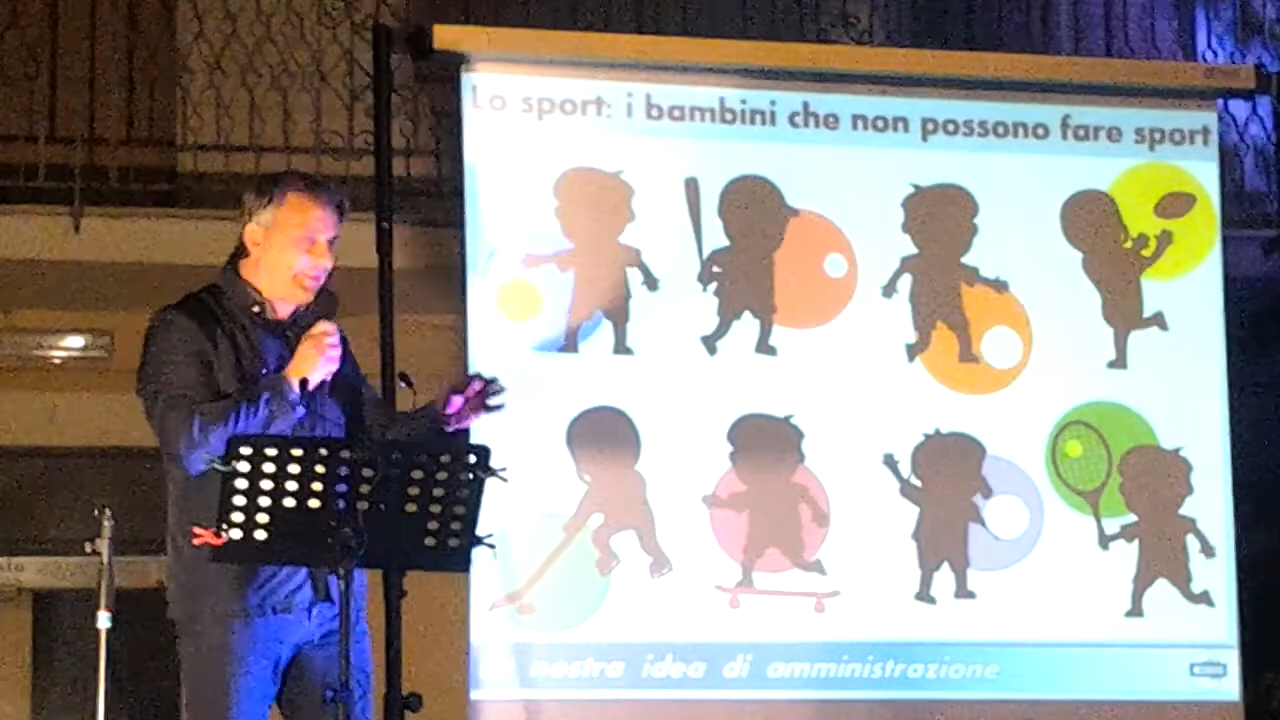 Lo sport: i bambini che non possono fare sport
nostra idea di amministrazione